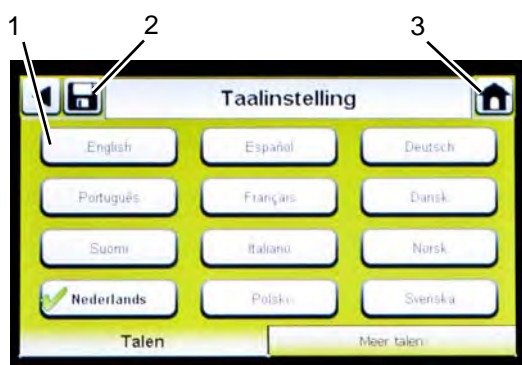 1 2 3
Taalinstelling
English Español Deutsch
Português Français Dansk
Suomi Italiano Norsk
Nederlands Polski Svenska
Talen Meer talen